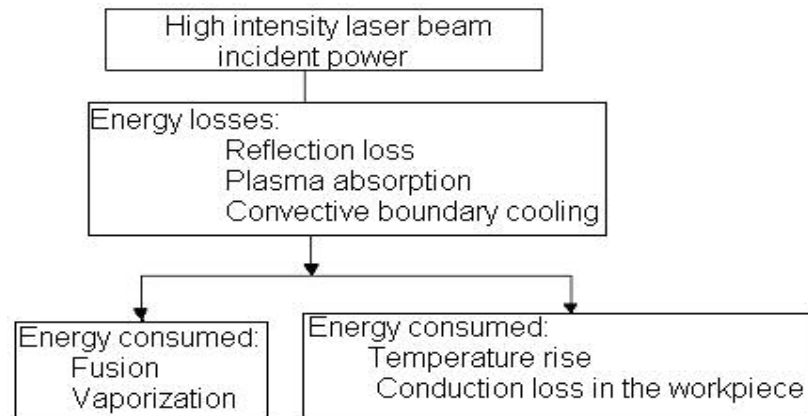 High intensity laser beam
incident power
Energy losses:
Reflection loss
Plasma absorption
Convective boundary cooling
Energy consumed:
Fusion
Vaporization
Energy consumed:
Temperature rise
Conduction loss in the workpiece